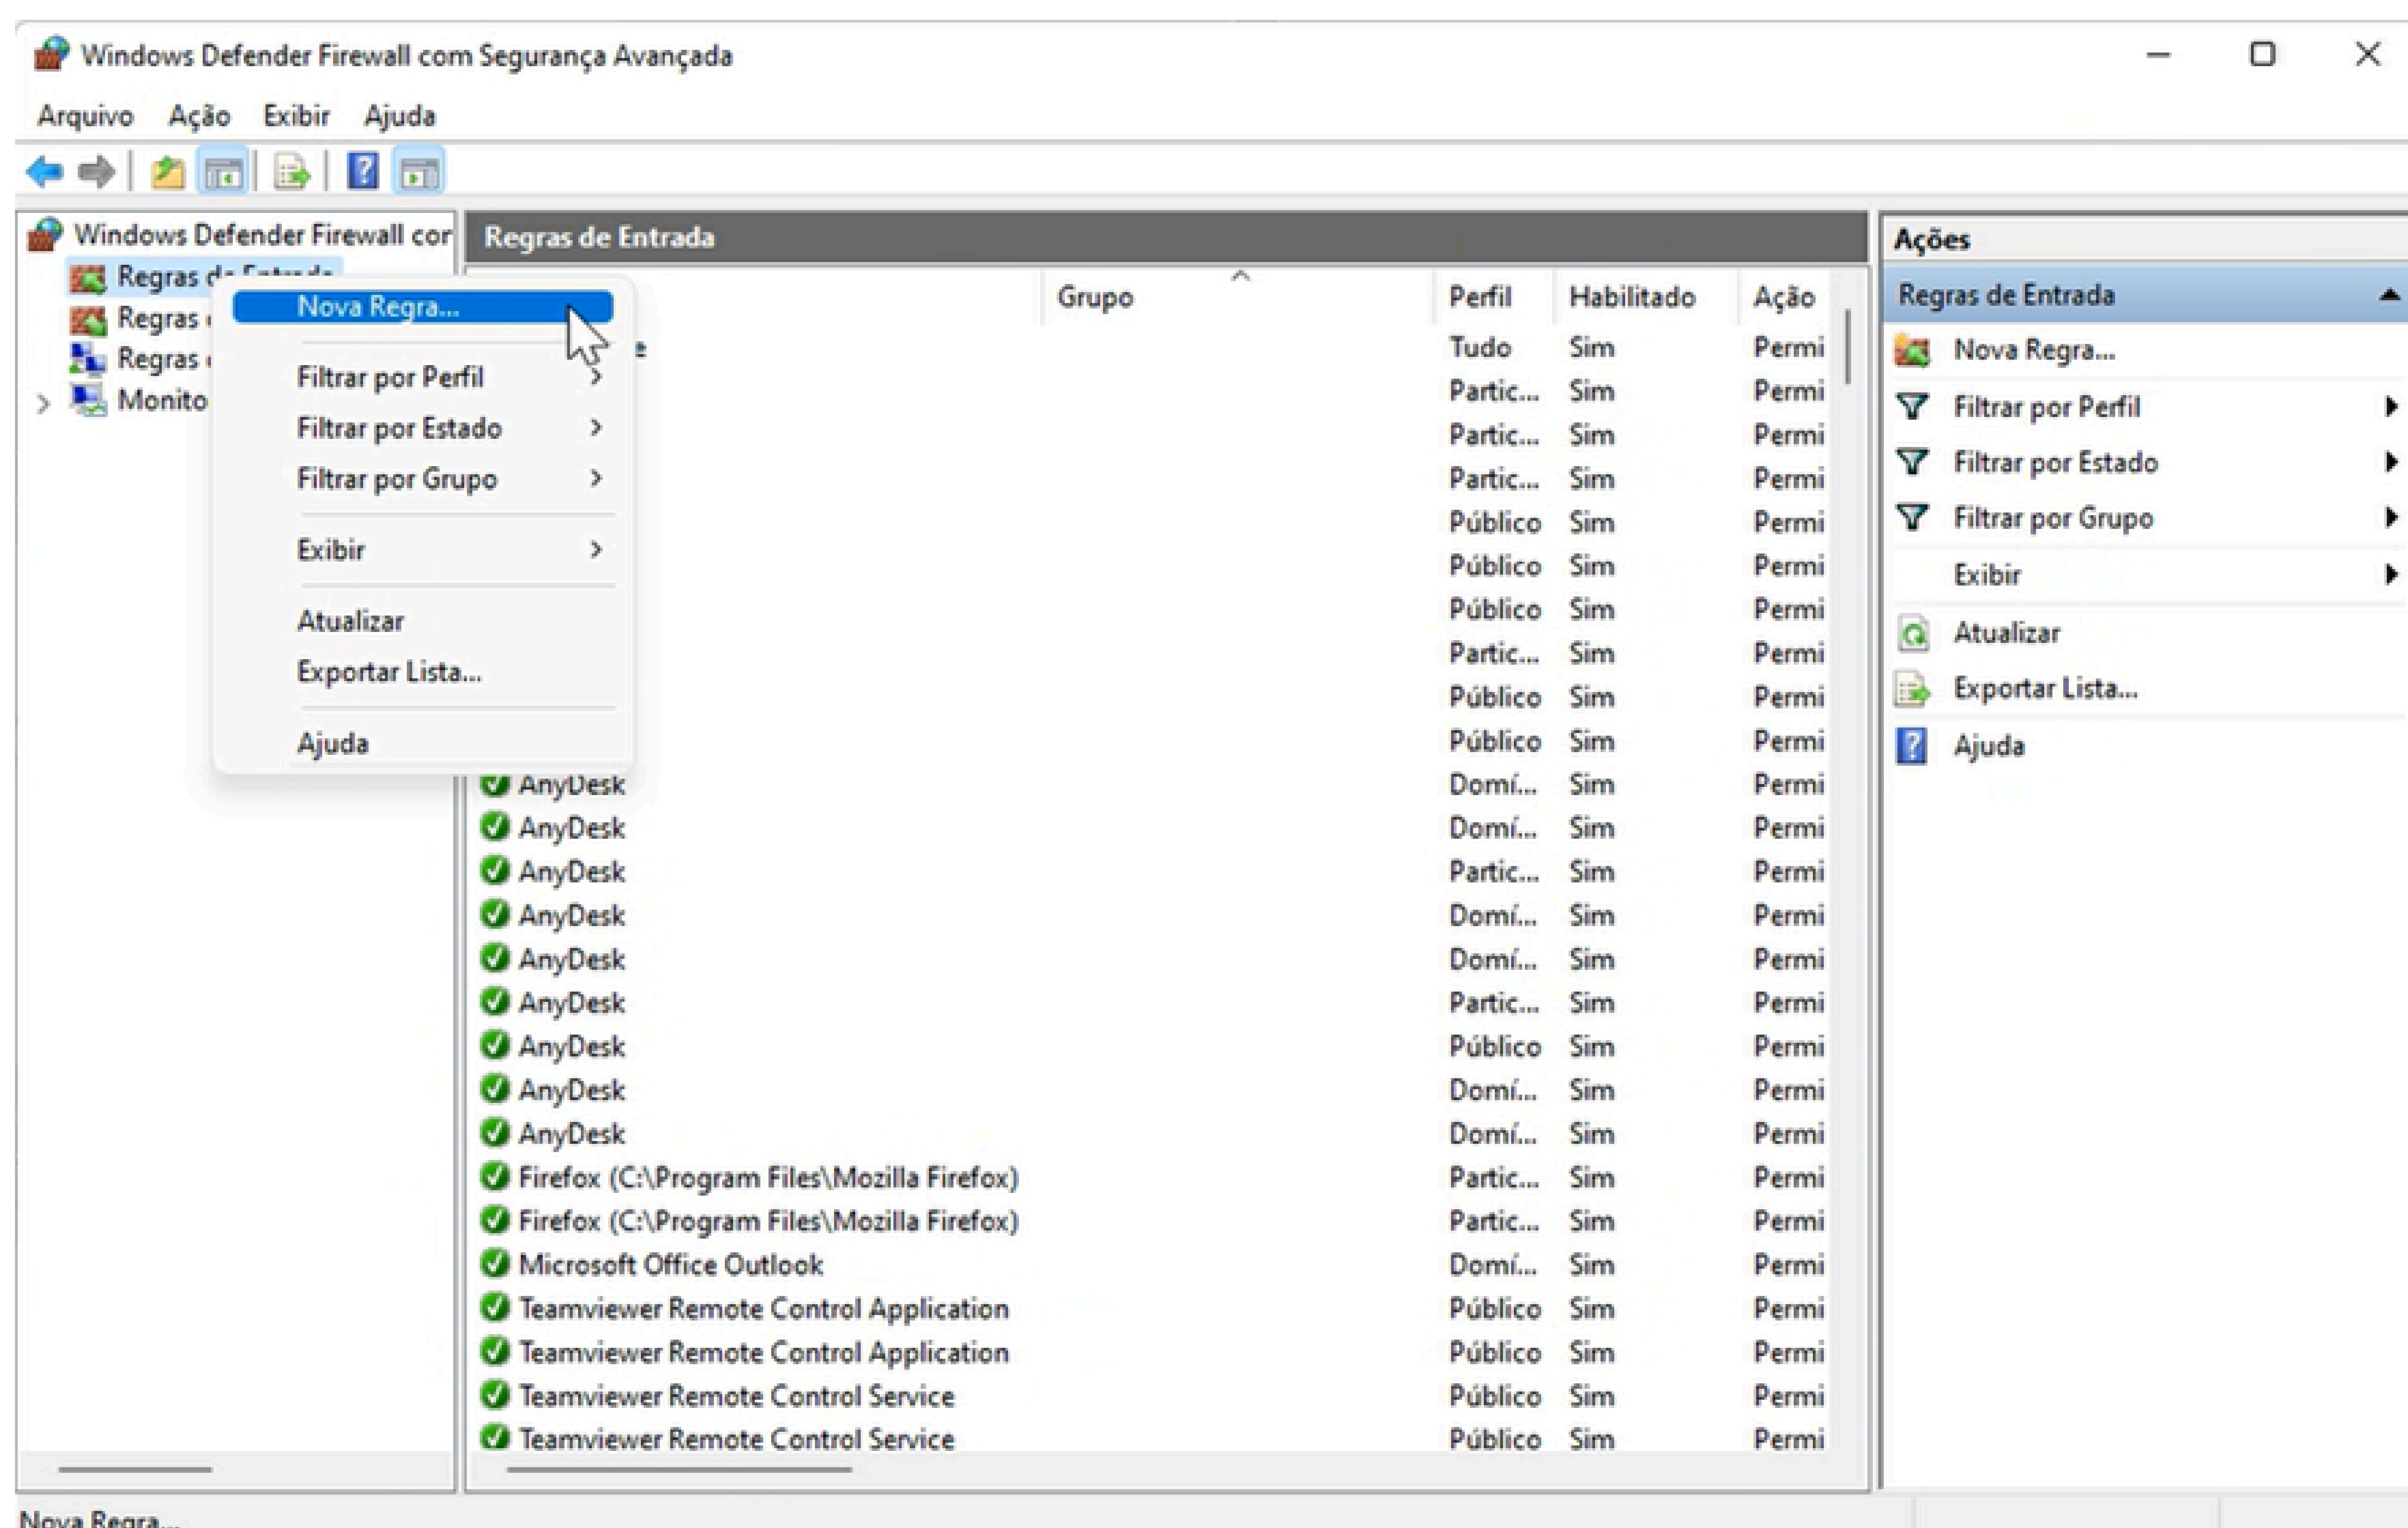 Windows Defender Firewall com Segurança Avançada
Arquivo Ação Exibir Ajuda
Windows Defender Firewall cor
Regras de Entrada
Regras
Regras
Monito
Nova Regra...
Filtrar por Perfil
Filtrar por Estado
Filtrar por Grupo
Exibir
Atualizar
Exportar Lista...
Ajuda
Regras de Entrada
Grupo Perfil Habilitado Ação
e Tudo Sim Permi
Partic... Sim Permi
Partic... Sim Permi
Partic... Sim Permi
Público Sim Permi
Público Sim Permi
Público Sim Permi
Partic... Sim Permi
Público Sim Permi
Público Sim Permi
AnyDesk Domí... Sim Permi
AnyDesk Domí... Sim Permi
AnyDesk Partic... Sim Permi
AnyDesk Domí... Sim Permi
AnyDesk Domí... Sim Permi
AnyDesk Partic... Sim Permi
AnyDesk Público Sim Permi
AnyDesk Domí... Sim Permi
AnyDesk Domí... Sim Permi
Firefox (C:\Program Files\Mozilla Firefox) Partic... Sim Permi
Firefox (C:\Program Files\Mozilla Firefox) Partic... Sim Permi
Microsoft Office Outlook Domí... Sim Permi
Teamviewer Remote Control Application Público Sim Permi
Teamviewer Remote Control Application Público Sim Permi
Teamviewer Remote Control Service Público Sim Permi
Teamviewer Remote Control Service Público Sim Permi
Ações
Regras de Entrada
Nova Regra...
Filtrar por Perfil
Filtrar por Estado
Filtrar por Grupo
Exibir
Atualizar
Exportar Lista...
Ajuda
Nova Regra...